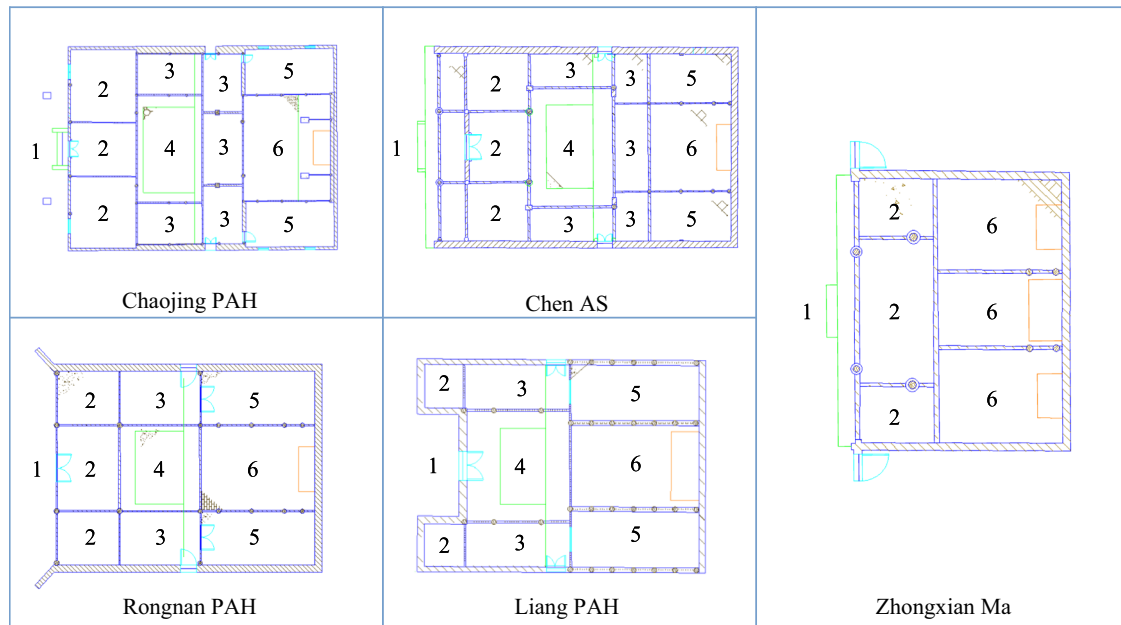 3 3 5
2
1 2 4 3 6
2
3 3 5
Chaojing PAH
2 3 3 5
1 2 4 3 6
2 3 3 5
Chen AS
2 3 5
1 2 4 6
2 3 5
Rongnan PAH
2 3 5
1 4 6
2 3 5
Liang PAH
2 6
1 2 6
2 6
Zhongxian Ma